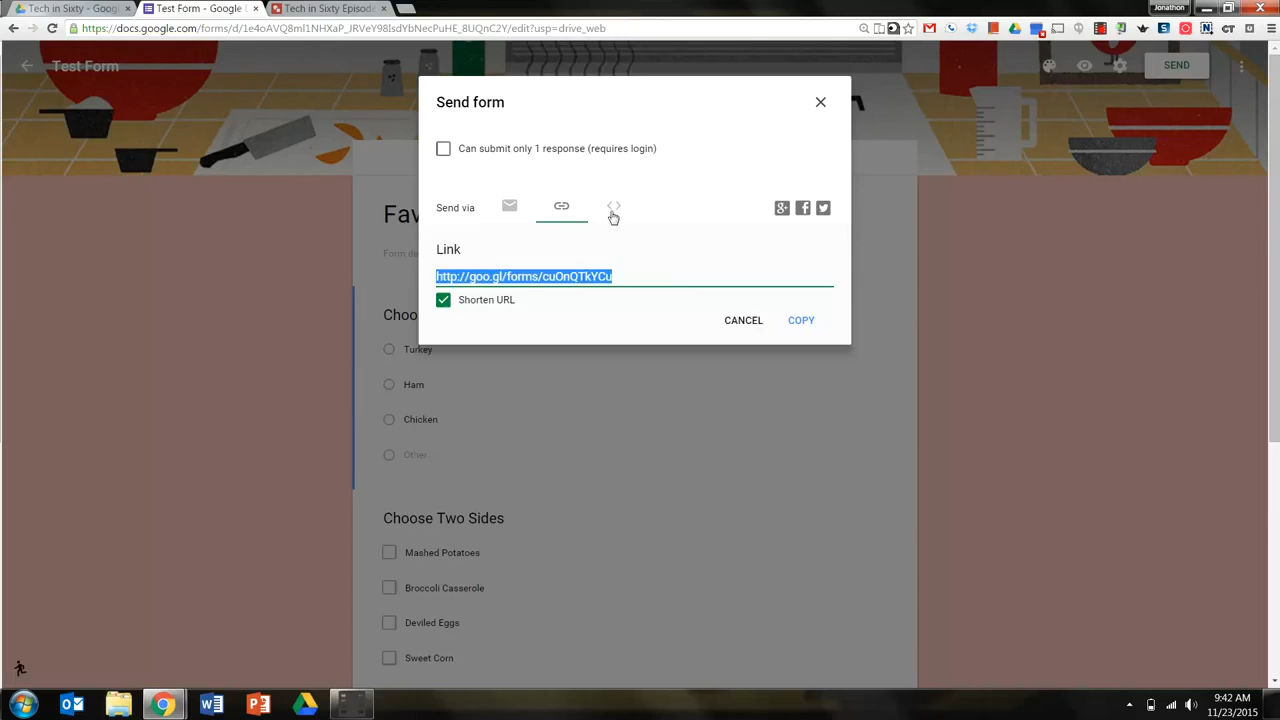 Tech in Sixty - Googl
Test Form - Google
Tech in Sixty Episode
Jonathon
https://docs.google.com/forms/d/1e4oAVQ8ml1NHXaP_JRVeY98lsdYbNecPuHE_8UQnC2Y/edit?usp=drive_web
Test Form
SEND
Send form
Can submit only 1 response (requires login)
Send via
Link
http://goo.gl/forms/cuOnQTkYCu
Shorten URL
CANCEL COPY
Fav
Form de
Choo
Turkey
Ham
Chicken
Other...
Choose Two Sides
Mashed Potatoes
Broccoli Casserole
Deviled Eggs
Sweet Corn
9:42 AM
11/23/2015